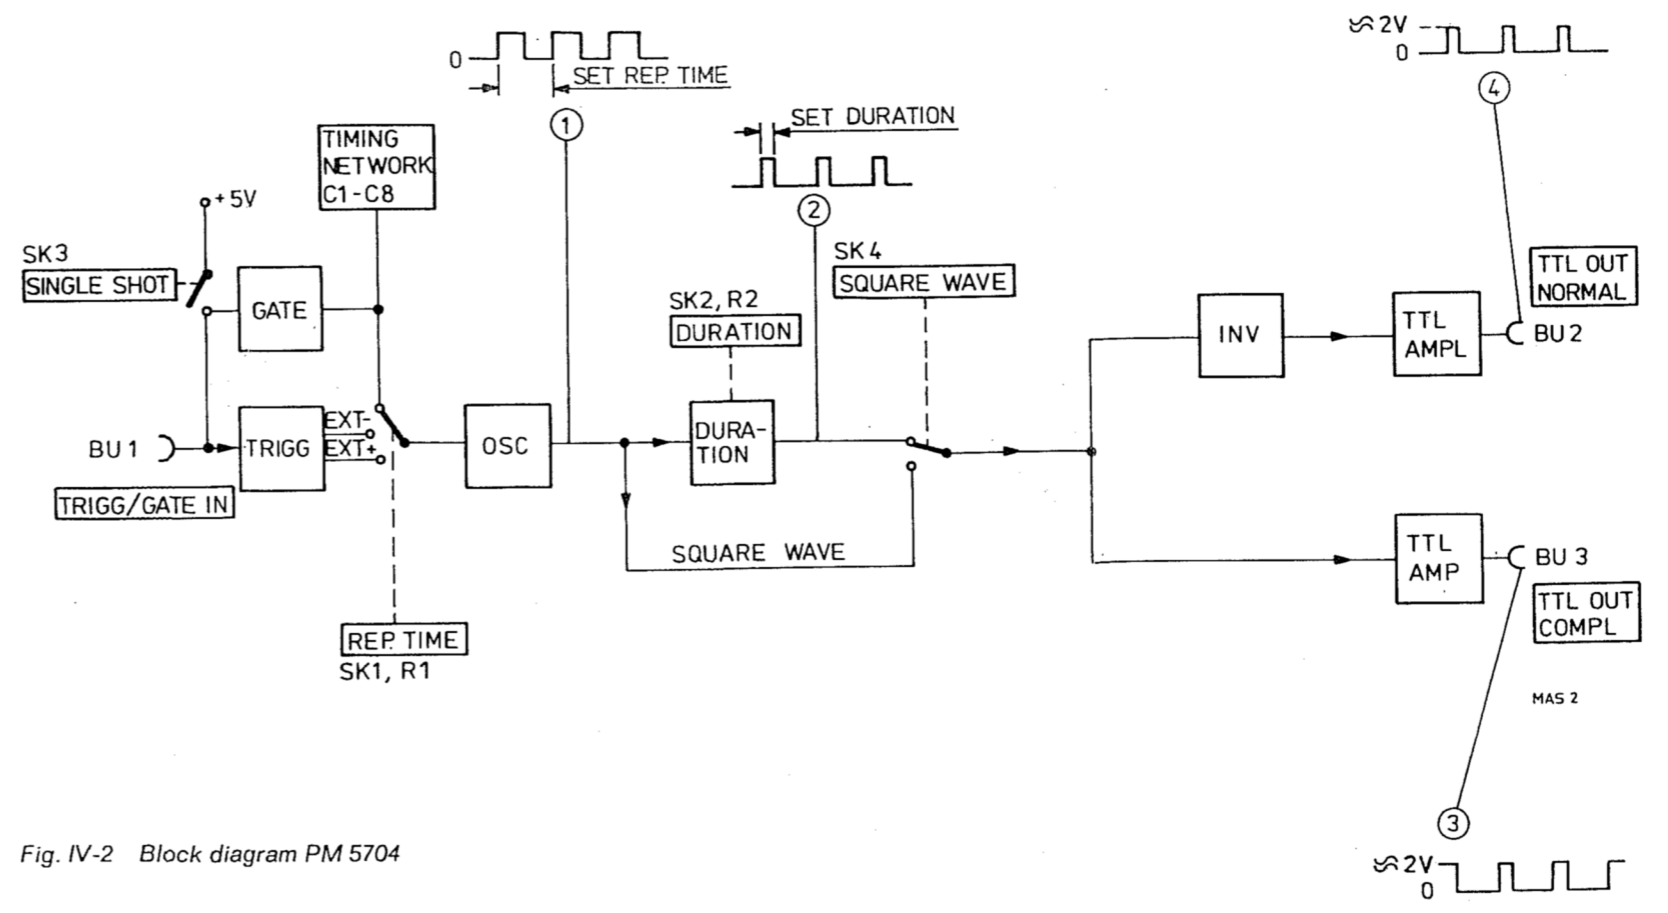 ≈2V
0
0
SET REP. TIME
4
1
SET DURATION
TIMING
NETWORK
C1-C8
+5V
2
SK3
SINGLE SHOT
SK4
SQUARE WAVE
TTL OUT
NORMAL
GATE
SK2, R2
DURATION
INV
TTL
AMPL
BU 2
BU 1
TRIGG
EXT-
EXT+
OSC
DURA-
TION
TRIGG/GATE IN
SQUARE WAVE
TTL
AMP
BU 3
TTL OUT
COMPL
REP. TIME
SK1, R1
MAS 2
3
Fig. IV-2 Block diagram PM 5704
≈2V
0